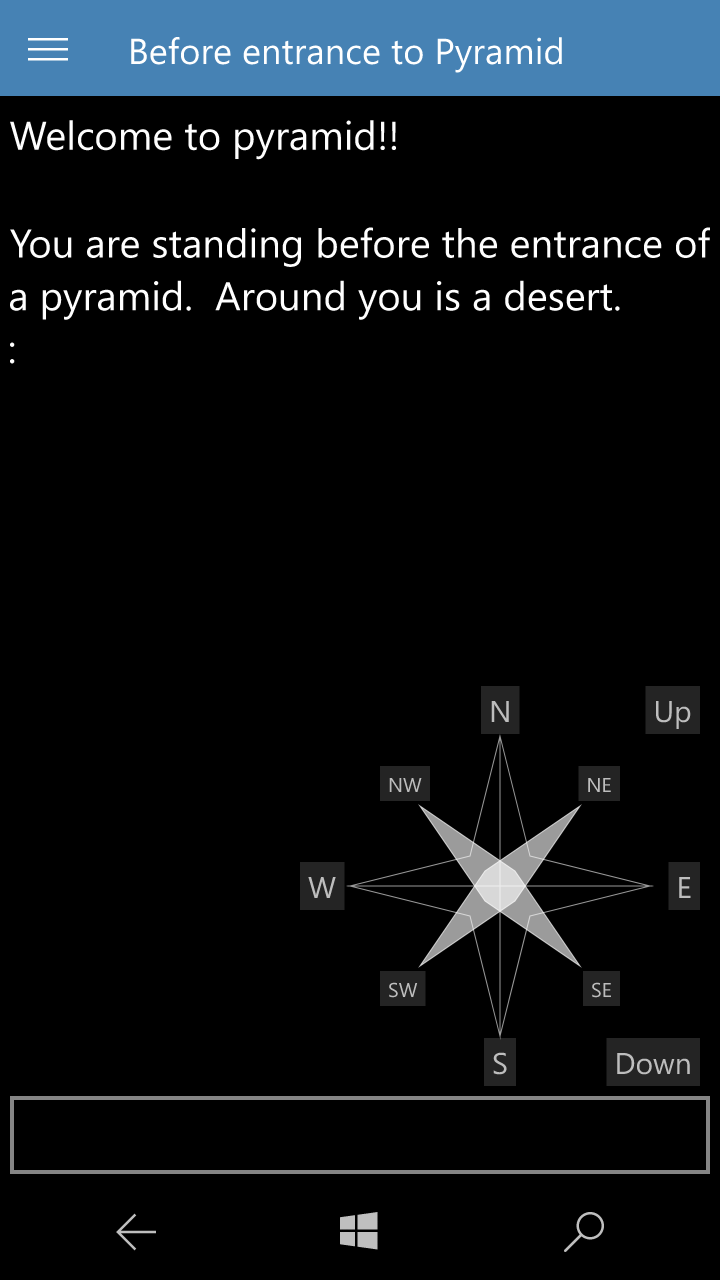 Before entrance to Pyramid
Welcome to pyramid!!
You are standing before the entrance of
a pyramid.  Around you is a desert.
:
N
Up
NW
NE
W
E
SW
SE
S
Down